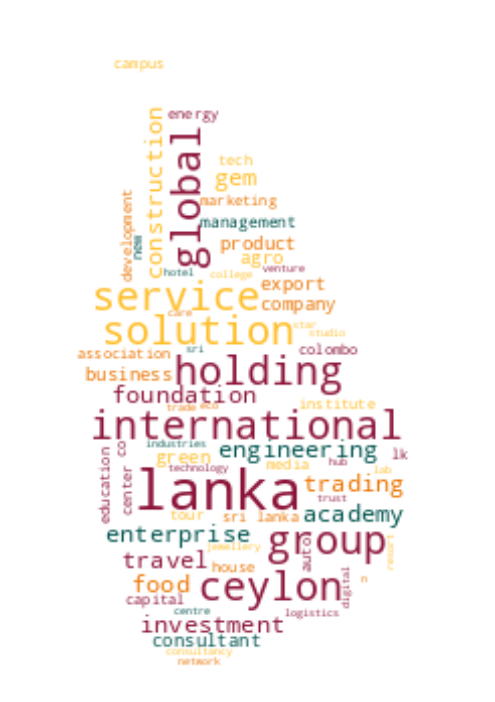 campus
energy
construction
global
tech
gem
development
marketing
new
management
product
agro
hotel
college
venture
export
service
company
care
solution
star
studio
association
sri
colombo
business
holding
foundation
trade
eco
institute
international
industries
engineering
education
co
green
media
hub
lk
technology
lab
center
lanka
trust
trading
tour
sri lanka
academy
enterprise
group
jewellery
auto
resort
travel
house
food
ceylon
digital
n
capital
centre
logistics
investment
consultant
consultancy
network